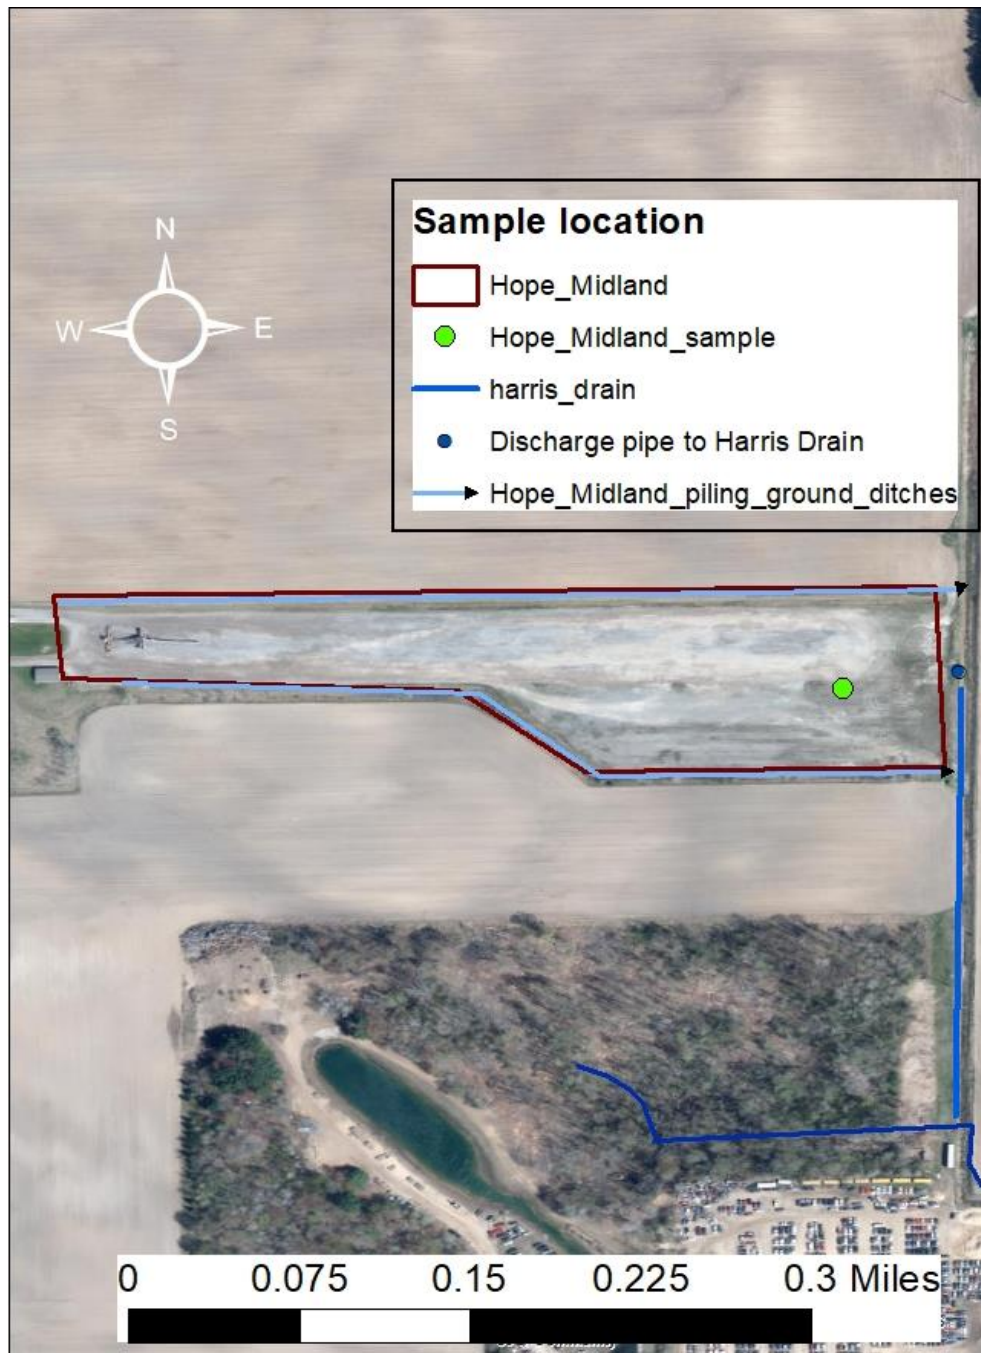 Sample location
Hope_Midland
N
W E
Hope_Midland_sample
harris_drain
S
Discharge pipe to Harris Drain
Hope_Midland_piling_ground_ditches
0 0.075 0.15 0.225 0.3 Miles